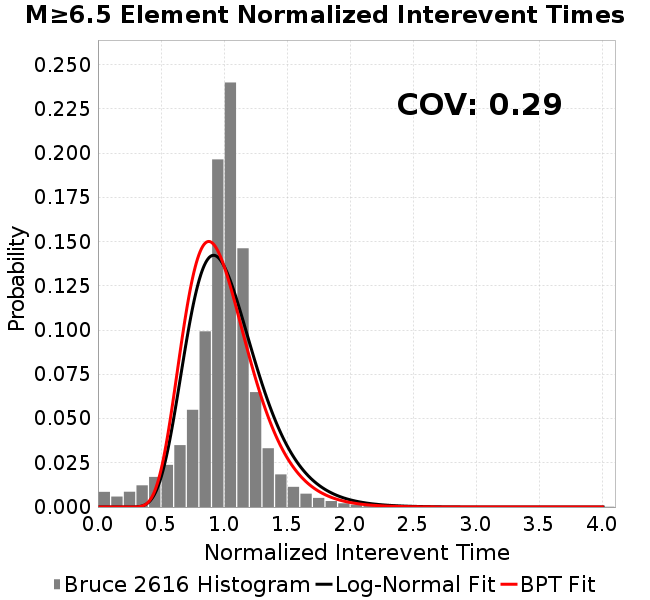 M≥6.5 Element Normalized Interevent Times
COV: 0.29
Probability
0.250
0.225
0.200
0.175
0.150
0.125
0.100
0.075
0.050
0.025
0.000
0.0 0.5 1.0 1.5 2.0 2.5 3.0 3.5 4.0
Normalized Interevent Time
Bruce 2616 Histogram Log-Normal Fit BPT Fit